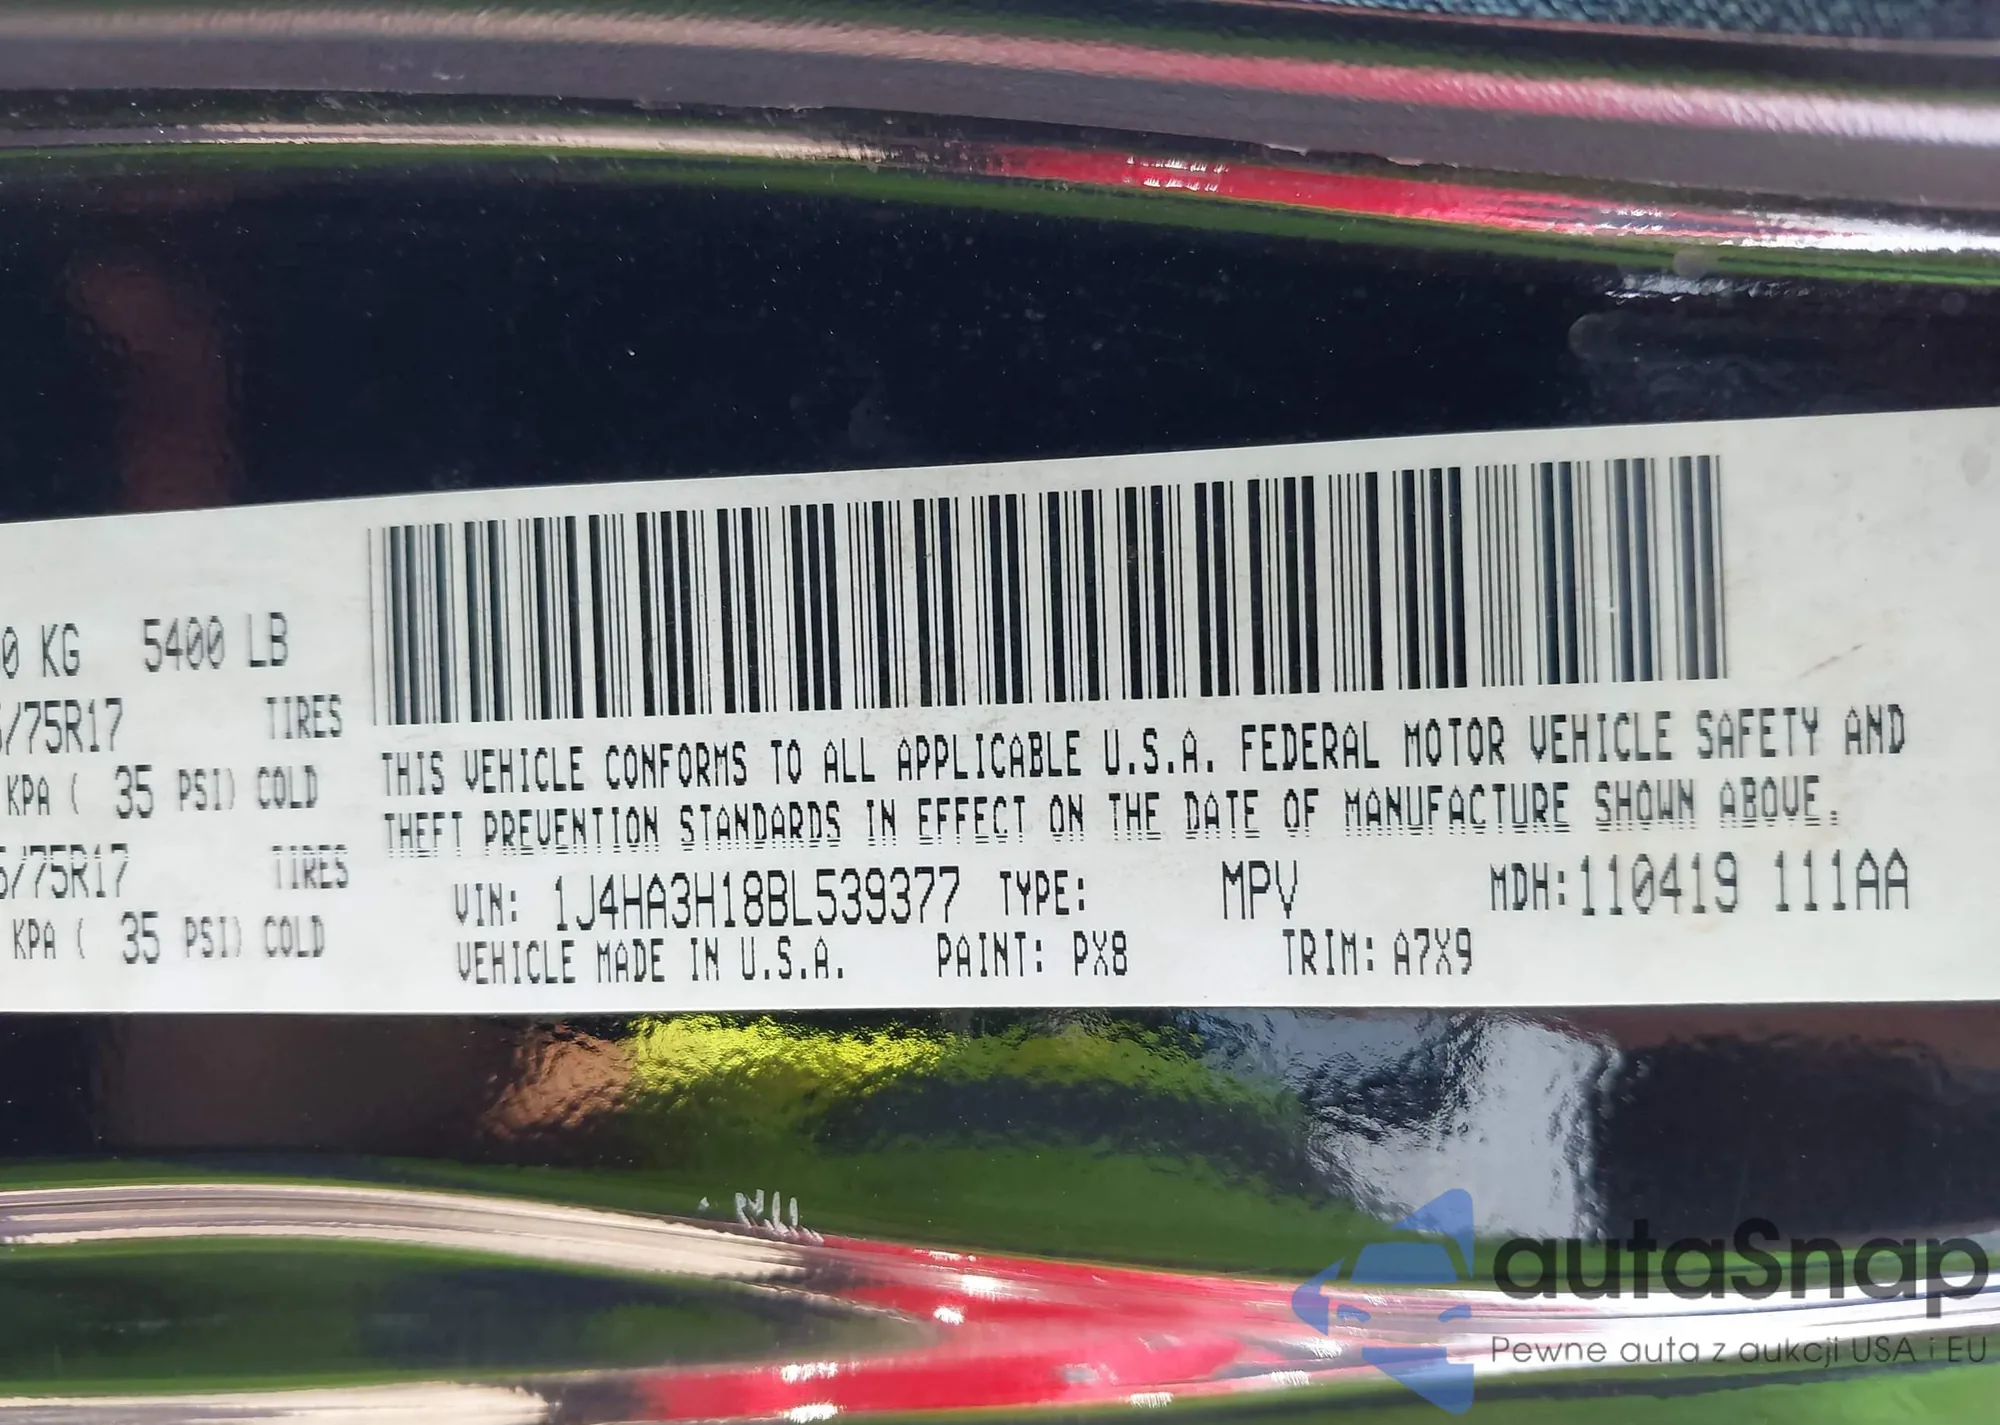 0 KG 5400 LB
/75R17 TIRES
KPA ( 35 PSI) COLD
5/75R17 TIRES
KPA ( 35 PSI) COLD
THIS VEHICLE CONFORMS TO ALL APPLICABLE U.S.A. FEDERAL MOTOR VEHICLE SAFETY AND
THEFT PREVENTION STANDARDS IN EFFECT ON THE DATE OF MANUFACTURE SHOWN ABOVE.
VIN: 1J4HA3H18BL539377 TYPE: MPV MDH:110419 111AA
VEHICLE MADE IN U.S.A. PAINT: PX8 TRIM: A7X9
autaSnap
Pewne auta z aukcji USA i EU